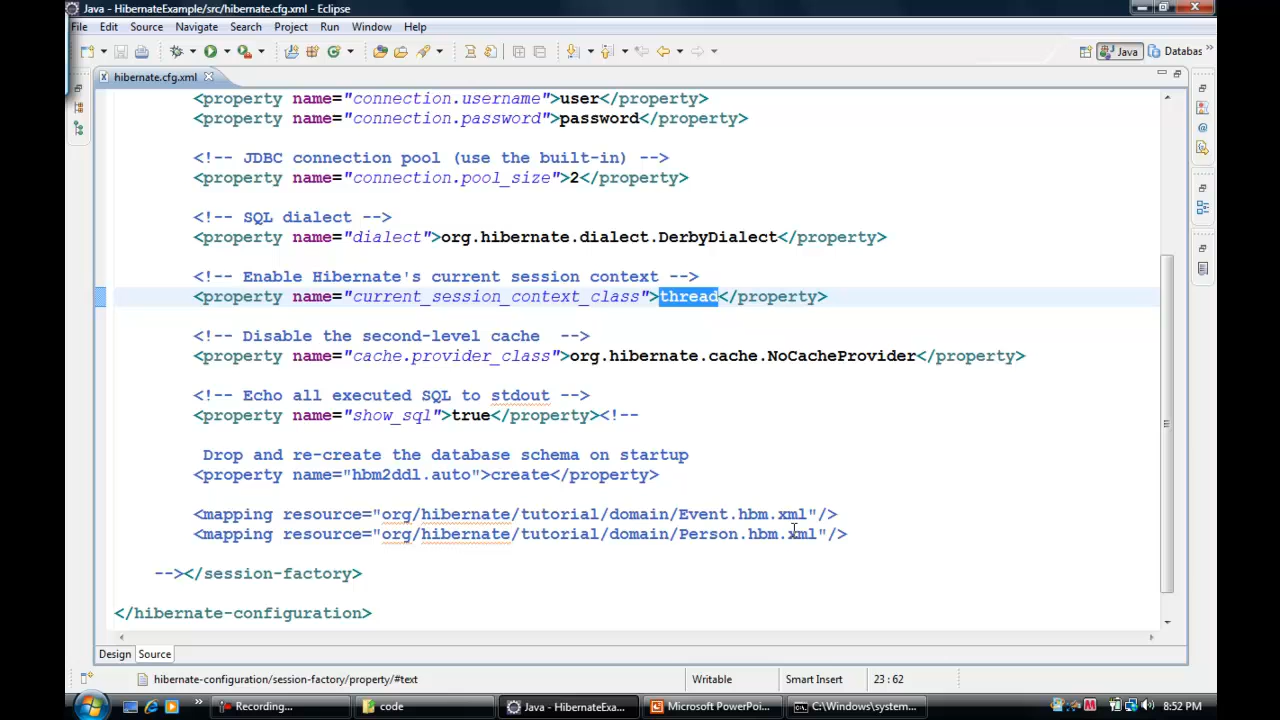 Java - HibernateExample/src/hibernate.cfg.xml - Eclipse
File Edit Source Navigate Search Project Run Window Help
Java Databas
hibernate.cfg.xml
<property name="connection.username">user</property>
<property name="connection.password">password</property>
<!-- JDBC connection pool (use the built-in) -->
<property name="connection.pool_size">2</property>
<!-- SQL dialect -->
<property name="dialect">org.hibernate.dialect.DerbyDialect</property>
<!-- Enable Hibernate's current session context -->
<property name="current_session_context_class">thread</property>
<!-- Disable the second-level cache  -->
<property name="cache.provider_class">org.hibernate.cache.NoCacheProvider</property>
<!-- Echo all executed SQL to stdout -->
<property name="show_sql">true</property><!--
Drop and re-create the database schema on startup
<property name="hbm2ddl.auto">create</property>
<mapping resource="org/hibernate/tutorial/domain/Event.hbm.xml"/>
<mapping resource="org/hibernate/tutorial/domain/Person.hbm.xml"/>
--></session-factory>
</hibernate-configuration>
Design Source
hibernate-configuration/session-factory/property/#text Writable Smart Insert 23 : 62
Recording... code Java - HibernateExa... Microsoft PowerPoi... C:\Windows\system... 8:52 PM